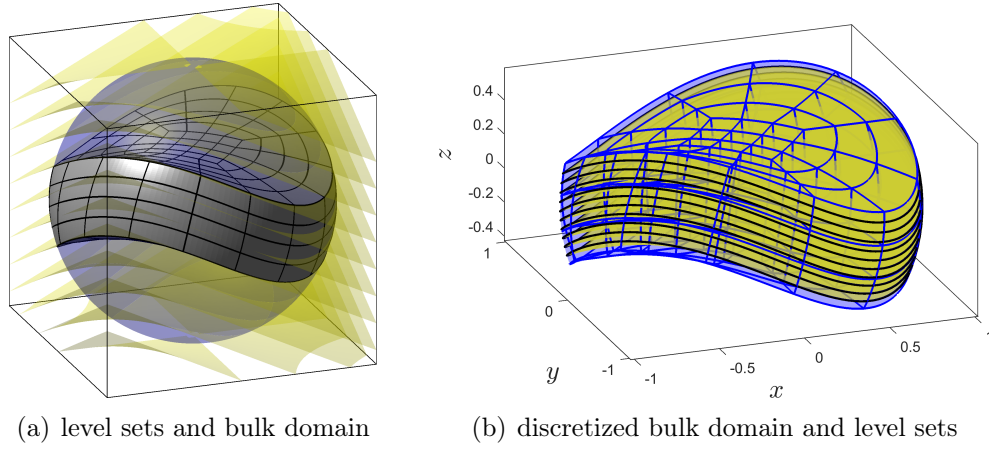 0.4
0.2
0
-0.2
-0.4
z
1
0
-1
y
-1
-0.5
0
0.5
1
x
(a) level sets and bulk domain
(b) discretized bulk domain and level sets